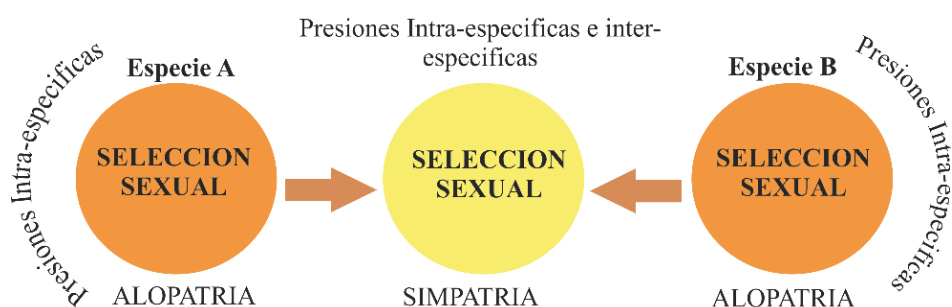 Presiones Intra-especificas e inter-
especificas
Presiones Intra-especificas
Especie A
SELECCION
SEXUAL
ALOPATRIA
SELECCION
SEXUAL
SIMPATRIA
Especie B
SELECCION
SEXUAL
ALOPATRIA
Presiones Intra-especificas